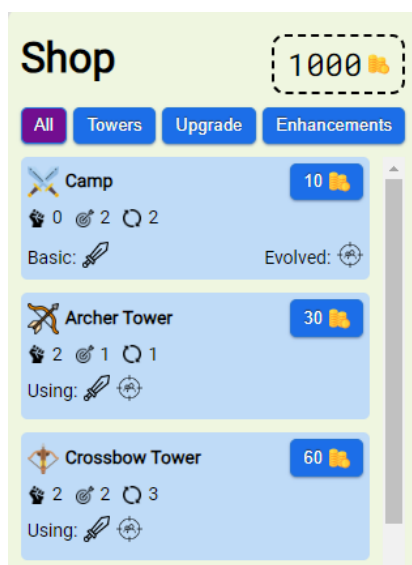 Shop
1000
All Towers Upgrade Enhancements
Camp 10
0 2 2
Basic: Evolved:
Archer Tower 30
2 1 1
Using:
Crossbow Tower 60
2 2 3
Using: